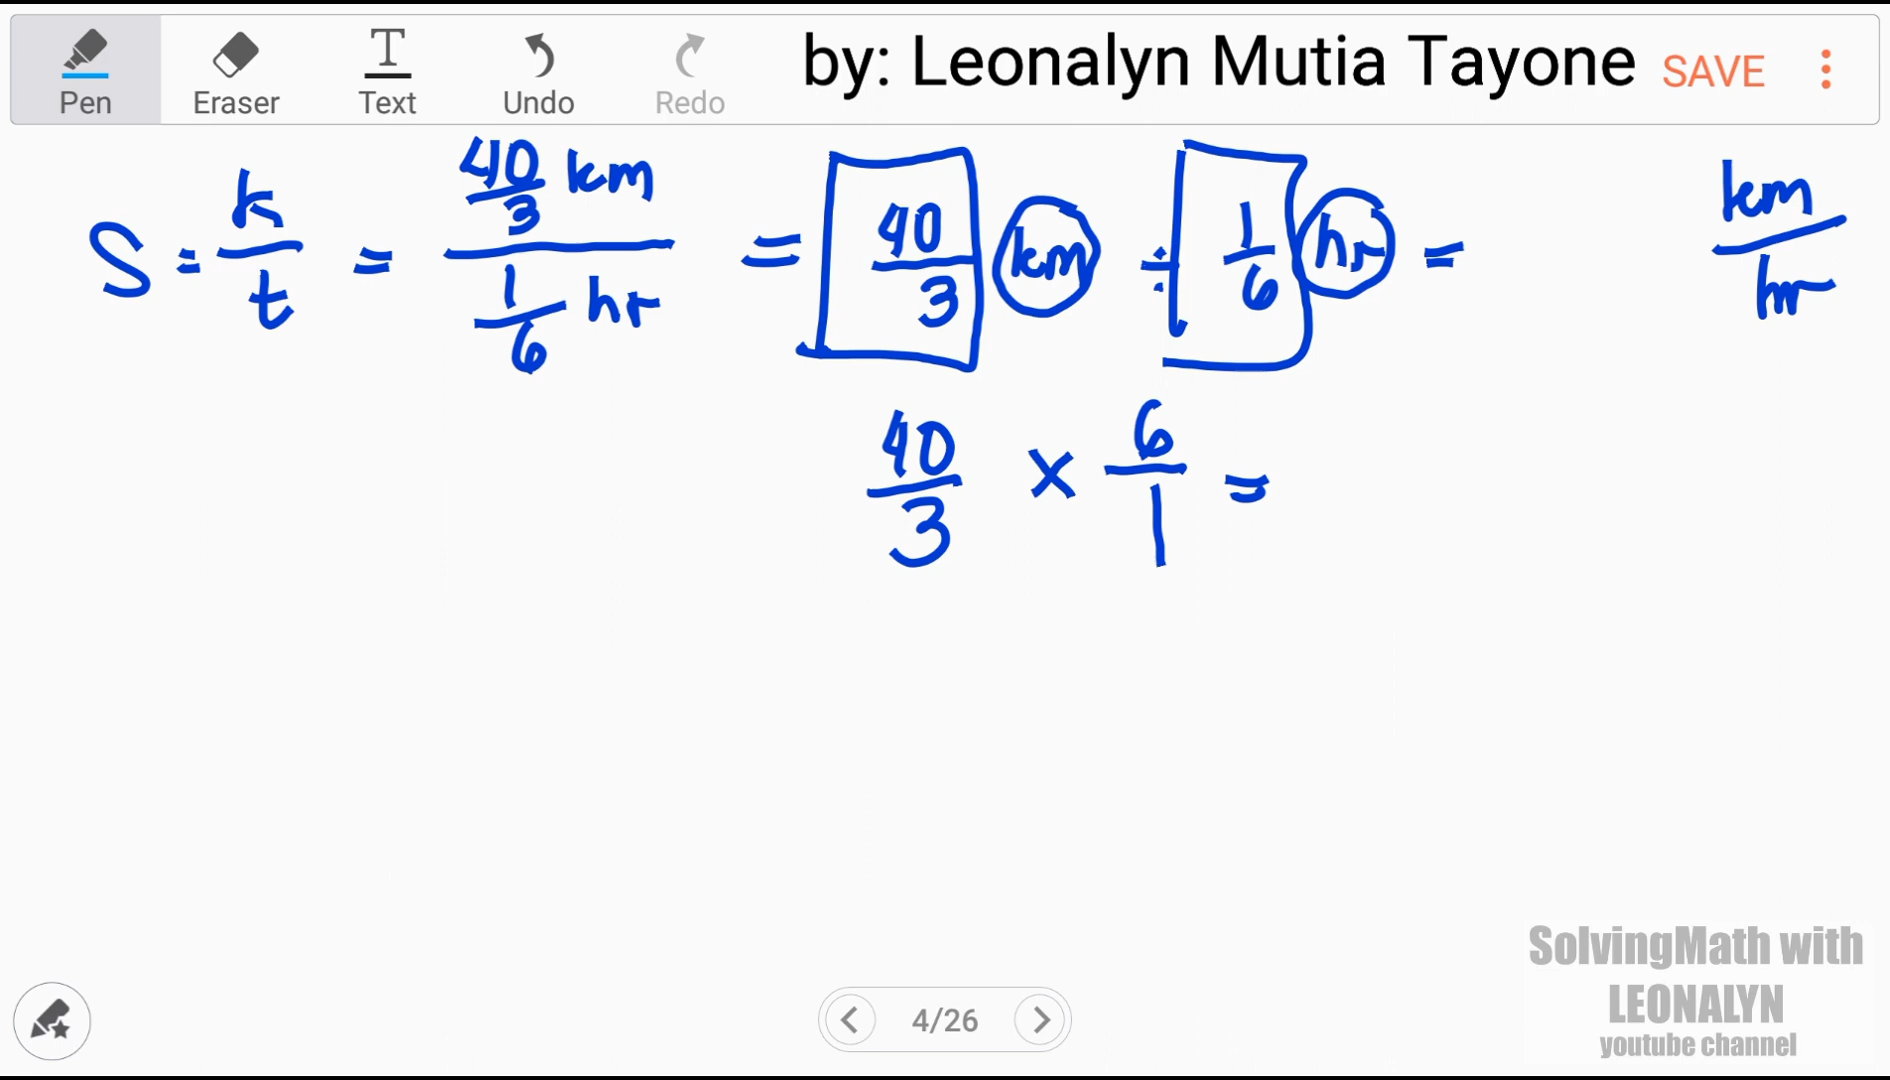 Pen Eraser Text Undo Redo by: Leonalyn Mutia Tayone SAVE
S = k/t = 40/3 km / 1/6 hr = 40/3 km ÷ 1/6 hr = km/hr
40/3 × 6/1 =
SolvingMath with
LEONALYN
youtube channel
4/26